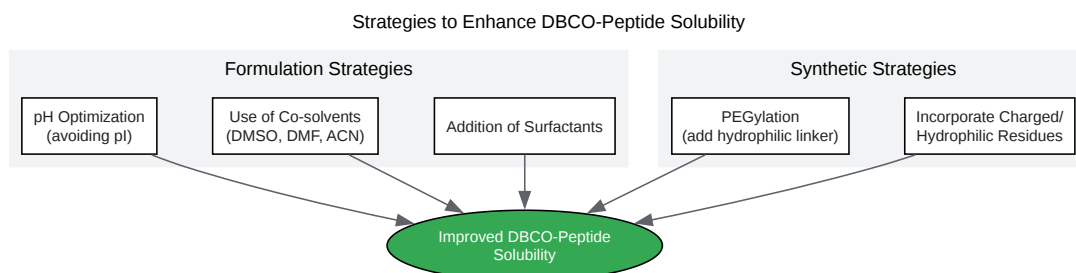 Strategies to Enhance DBCO-Peptide Solubility
Formulation Strategies
Synthetic Strategies
pH Optimization
(avoiding pI)
Use of Co-solvents
(DMSO, DMF, ACN)
Addition of Surfactants
PEGylation
(add hydrophilic linker)
Incorporate Charged/
Hydrophilic Residues
Improved DBCO-Peptide
Solubility